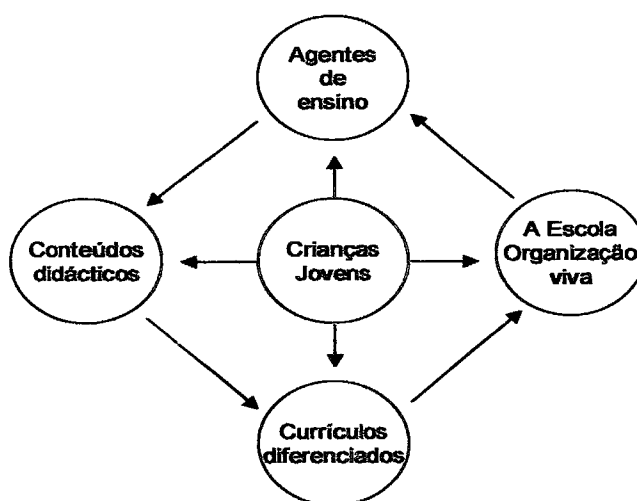 Agentes
de
ensino
Conteúdos
didácticos
Crianças
Jovens
A Escola
Organização
viva
Currículos
diferenciados